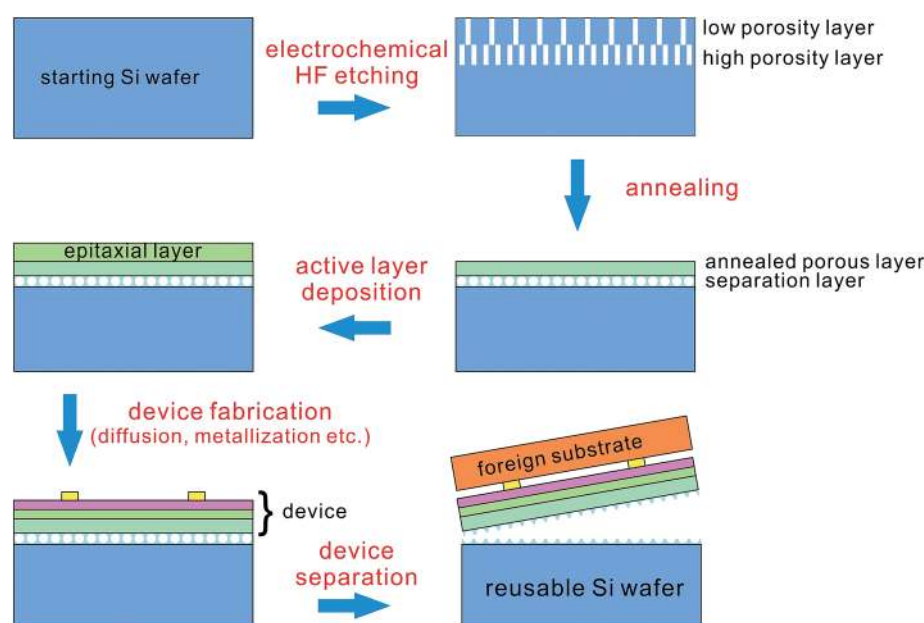 starting Si wafer
electrochemical
HF etching
low porosity layer
high porosity layer
annealing
epitaxial layer
active layer
deposition
annealed porous layer
separation layer
device fabrication
(diffusion, metallization etc.)
foreign substrate
device
device
separation
reusable Si wafer